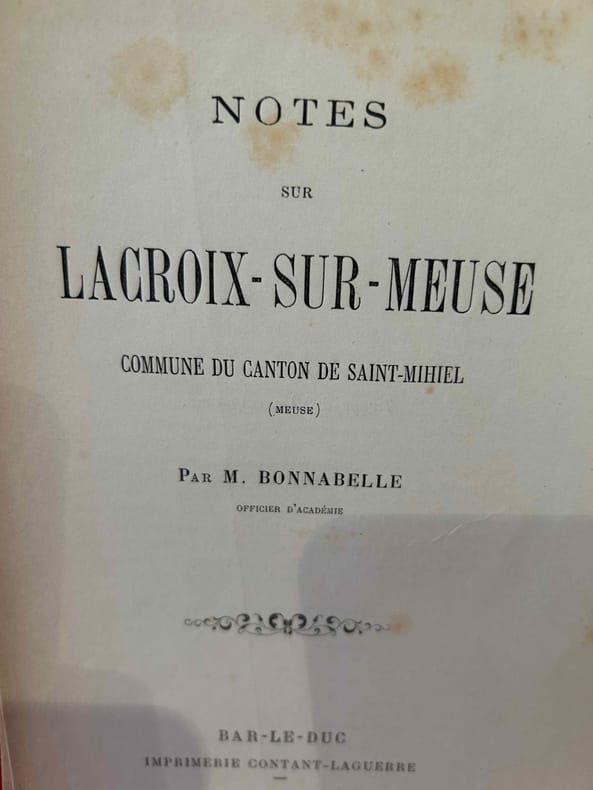 NOTES
SUR
LACROIX-SUR-MEUSE
COMMUNE DU CANTON DE SAINT-MIHIEL
(MEUSE)
PAR M. BONNABELLE
OFFICIER D'ACADÉMIE
BAR-LE-DUC
IMPRIMERIE CONTANT-LAGUERRE